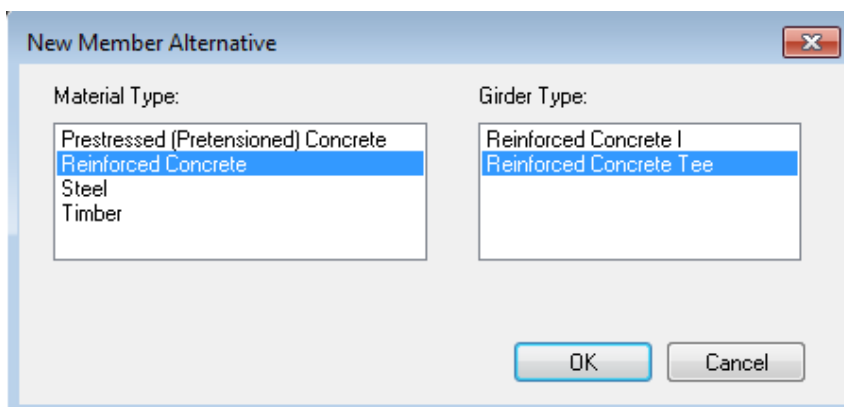 New Member Alternative
Material Type:
Prestressed (Pretensioned) Concrete
Reinforced Concrete
Steel
Timber
Girder Type:
Reinforced Concrete I
Reinforced Concrete Tee
OK
Cancel